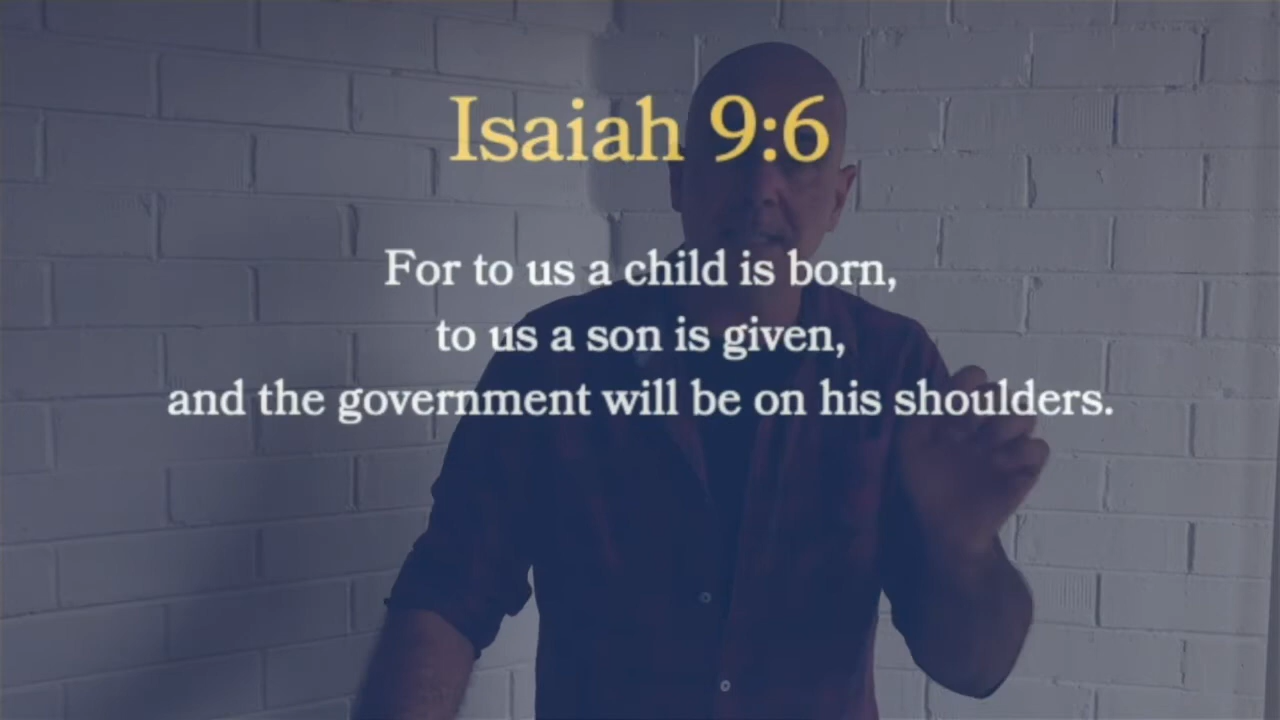 Isaiah 9:6
For to us a child is born,
to us a son is given,
and the government will be on his shoulders.